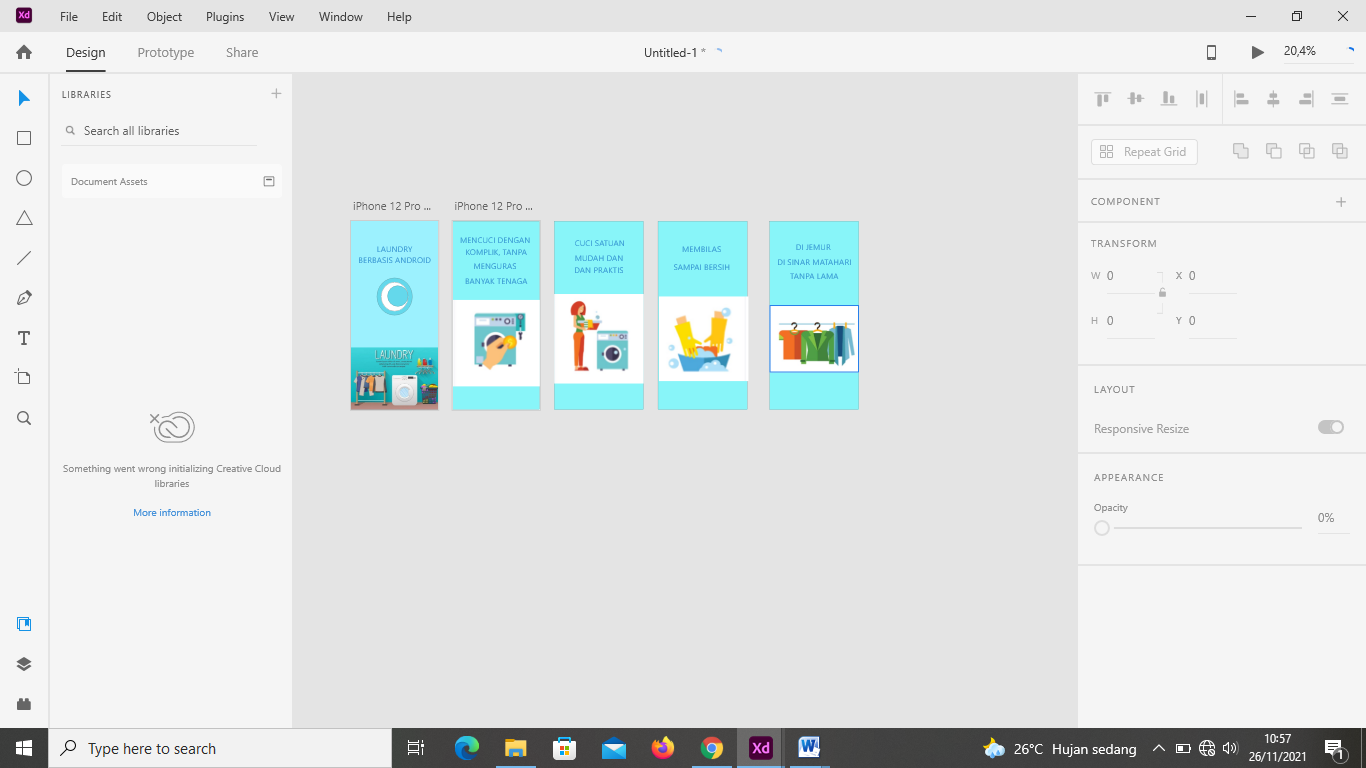 Xd File Edit Object Plugins View Window Help
Design Prototype Share Untitled-1 * 20,4%
LIBRARIES
Search all libraries
Document Assets
Something went wrong initializing Creative Cloud
libraries
More information
iPhone 12 Pro ... iPhone 12 Pro ...
LAUNDRY
BERBASIS ANDROID
LAUNDRY
MENCUCI DENGAN
KOMPLIK, TANPA
MENGURAS
BANYAK TENAGA
CUCI SATUAN
MUDAH DAN
DAN PRAKTIS
MEMBILAS
SAMPAI BERSIH
DI JEMUR
DI SINAR MATAHARI
TANPA LAMA
Repeat Grid
COMPONENT
TRANSFORM
W 0 X 0
H 0 Y 0
LAYOUT
Responsive Resize
APPEARANCE
Opacity
0%
Type here to search
Xd
W
26°C Hujan sedang
10:57
26/11/2021
1